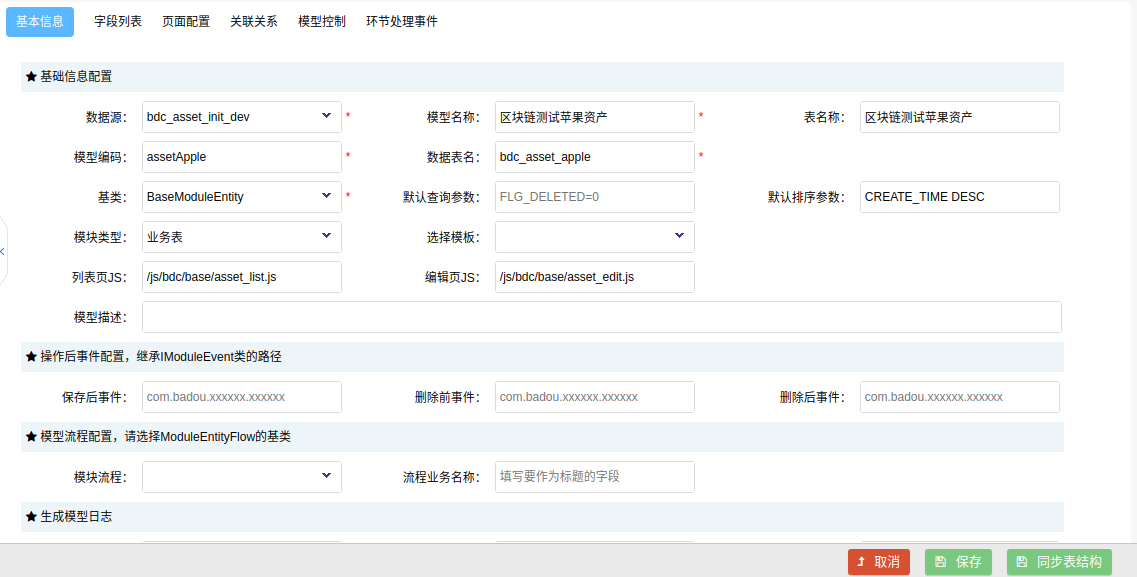 基本信息 字段列表 页面配置 关联关系 模型控制 环节处理事件
★ 基础信息配置
数据源： bdc_asset_init_dev * 模型名称： 区块链测试苹果资产 * 表名称： 区块链测试苹果资产
模型编码： assetApple * 数据表名： bdc_asset_apple *
基类： BaseModuleEntity * 默认查询参数： FLG_DELETED=0 默认排序参数： CREATE_TIME DESC
模块类型： 业务表 选择模板：
列表页JS： /js/bdc/base/asset_list.js 编辑页JS： /js/bdc/base/asset_edit.js
模型描述：
★ 操作后事件配置，继承IModuleEvent类的路径
保存后事件： com.badou.xxxxxx.xxxxxx 删除前事件： com.badou.xxxxxx.xxxxxx 删除后事件： com.badou.xxxxxx.xxxxxx
★ 模型流程配置，请选择ModuleEntityFlow的基类
模块流程： 流程业务名称： 填写要作为标题的字段
★ 生成模型日志
取消 保存 同步表结构